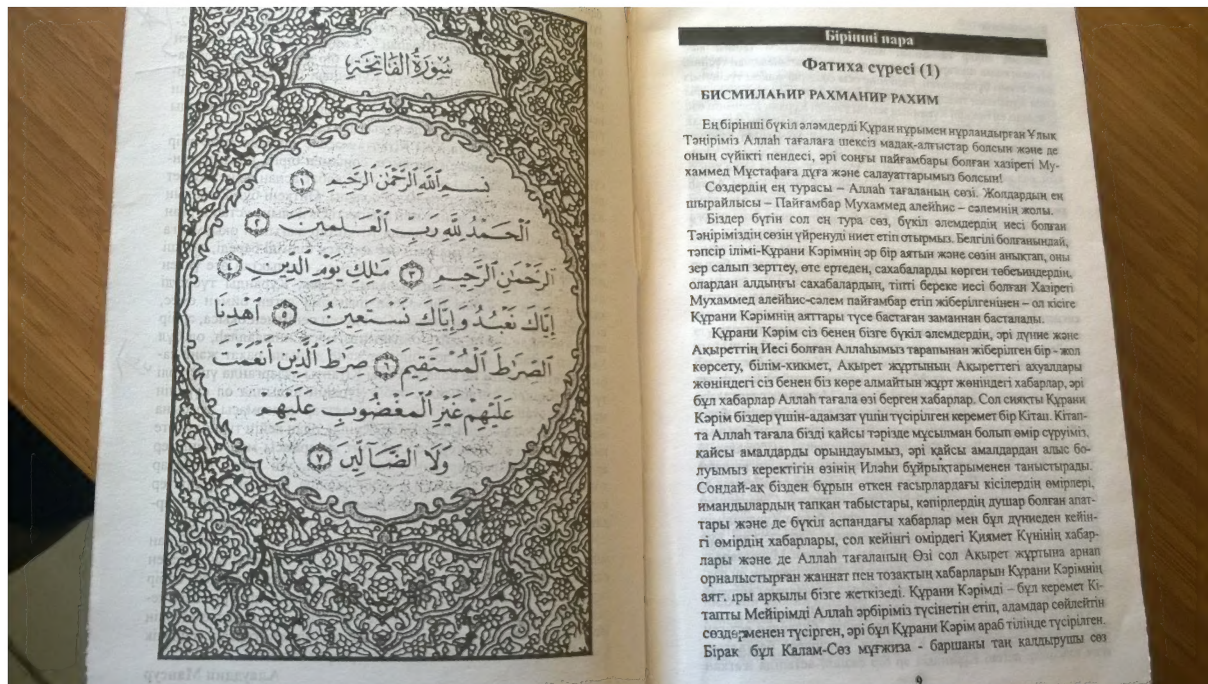 سُورَةُ الفَاتِحَةِ
بِسْمِ ٱللَّهِ ٱلرَّحْمَٰنِ ٱلرَّحِيمِ ١
ٱلْحَمْدُ لِلَّهِ رَبِّ ٱلْعَٰلَمِينَ ٢
ٱلرَّحْمَٰنِ ٱلرَّحِيمِ ٣ مَٰلِكِ يَوْمِ ٱلدِّينِ ٤
إِيَّاكَ نَعْبُدُ وَإِيَّاكَ نَسْتَعِينُ ٥ ٱهْدِنَا
ٱلصِّرَٰطَ ٱلْمُسْتَقِيمَ ٦ صِرَٰطَ ٱلَّذِينَ أَنْعَمْتَ
عَلَيْهِمْ غَيْرِ ٱلْمَغْضُوبِ عَلَيْهِمْ
وَلَا ٱلضَّآلِّينَ ٧
Бірінші пара
Фатиха сүресі (1)
БИСМИЛАҺИР РАХМАНИР РАХИМ
Ең бірінші бүкіл әләмдерді Құран нұрымен нұрландырған Ұлық
Тәңіріміз Аллаһ тағалаға шексіз мадақ-алғыстар болсын және де
оның сүйікті пендесі, әрі соңғы пайғамбары болған хазіреті Му-
хаммед Мұстафаға дұға және салауаттарымыз болсын!
Сөздердің ең турасы – Аллаһ тағаланың сөзі. Жолдардың ең
шырайлысы – Пайғамбар Мухаммед алейһис – сәлемнің жолы.
Біздер бүгін сол ең тура сөз, бүкіл әлемдердің иесі болған
Тәңіріміздің сөзін үйренуді ниет етіп отырмыз. Белгілі болғанындай,
тәпсір ілімі-Құрани Кәрімнің әр бір аятын және сөзін анықтап, оны
зер салып зерттеу, өте ертеден, сахабаларды көрген төбеъиндердің,
олардан алдыңғы сахабалардың, тіпті береке иесі болған Хазіреті
Мухаммед алейһис-сәлем пайғамбар етіп жіберілгенінен – ол кісіге
Құрани Кәрімнің аяттары түсе бастаған заманнан басталады.
Құрани Кәрім сіз бенен бізге бүкіл әлемдердің, әрі дүние және
Ақыреттің Иесі болған Аллаһымыз тарапынан жіберілген бір - жол
көрсету, білім-хикмет, Ақырет жұртының Ақыреттегі ахуалдары
жөніндегі сіз бенен біз көре алмайтын жұрт жөніндегі хабарлар, әрі
бұл хабарлар Аллаһ тағала өзі берген хабарлар. Сол сияқты Құрани
Кәрім біздер үшін-адамзат үшін түсірілген керемет бір Кітап. Кітап-
та Аллаһ тағала бізді қайсы тәрізде мұсылман болып өмір сүруіміз,
қайсы амалдарды орындауымыз, әрі қайсы амалдардан алыс бо-
луымыз керектігін өзінің Илаһи бұйрықтарыменен таныстырады.
Сондай-ақ бізден бұрын өткен ғасырлардағы кісілердің өмірлері,
имандылардың тапқан табыстары, кәпірлердің душар болған апат-
тары және де бүкіл аспандағы хабарлар мен бұл дүниеден кейін-
гі өмірдің хабарлары, сол кейінгі өмірдегі Қиямет Күнінің хабар-
лары және де Аллаһ тағаланың Өзі сол Ақырет жұртына арнап
орналыстырған жаннат пен тозақтың хабарларын Құрани Кәрімнің
аят. ıры арқылы бізге жеткізеді. Құрани Кәрімді – бұл керемет Кі-
тапты Мейірімді Аллаһ әрбіріміз түсінетін етіп, адамдар сөйлейтін
сөздерменен түсірген, әрі бұл Құрани Кәрім араб тілінде түсірілген.
Бірақ бұл Калам-Сөз мұғжиза - баршаны таң қалдырушы сөз
9